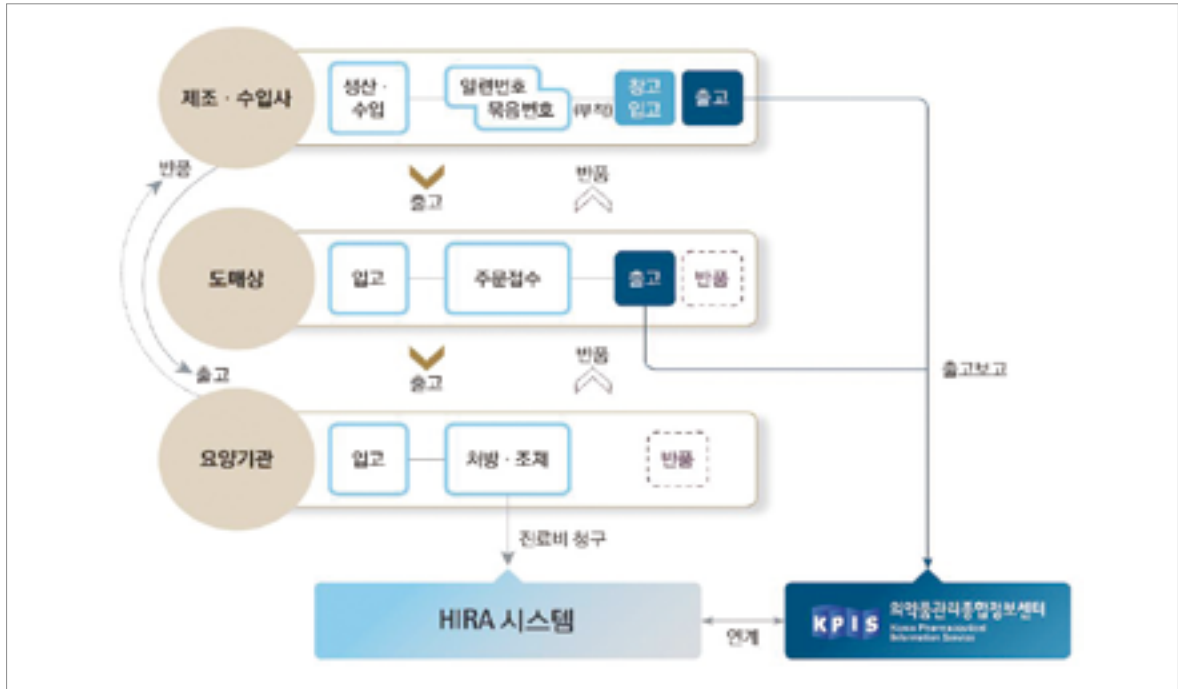 제조 · 수입사
생산 ·
수입
일련번호
묶음번호
(부착)
창고
입고
출고
반품
출고
반품
도매상
입고
주문접수
출고
반품
출고
출고
반품
출고보고
요양기관
입고
처방 · 조제
반품
진료비 청구
HIRA 시스템
연계
KPIS
의약품관리종합정보센터
Korea Pharmaceutical
Information Service